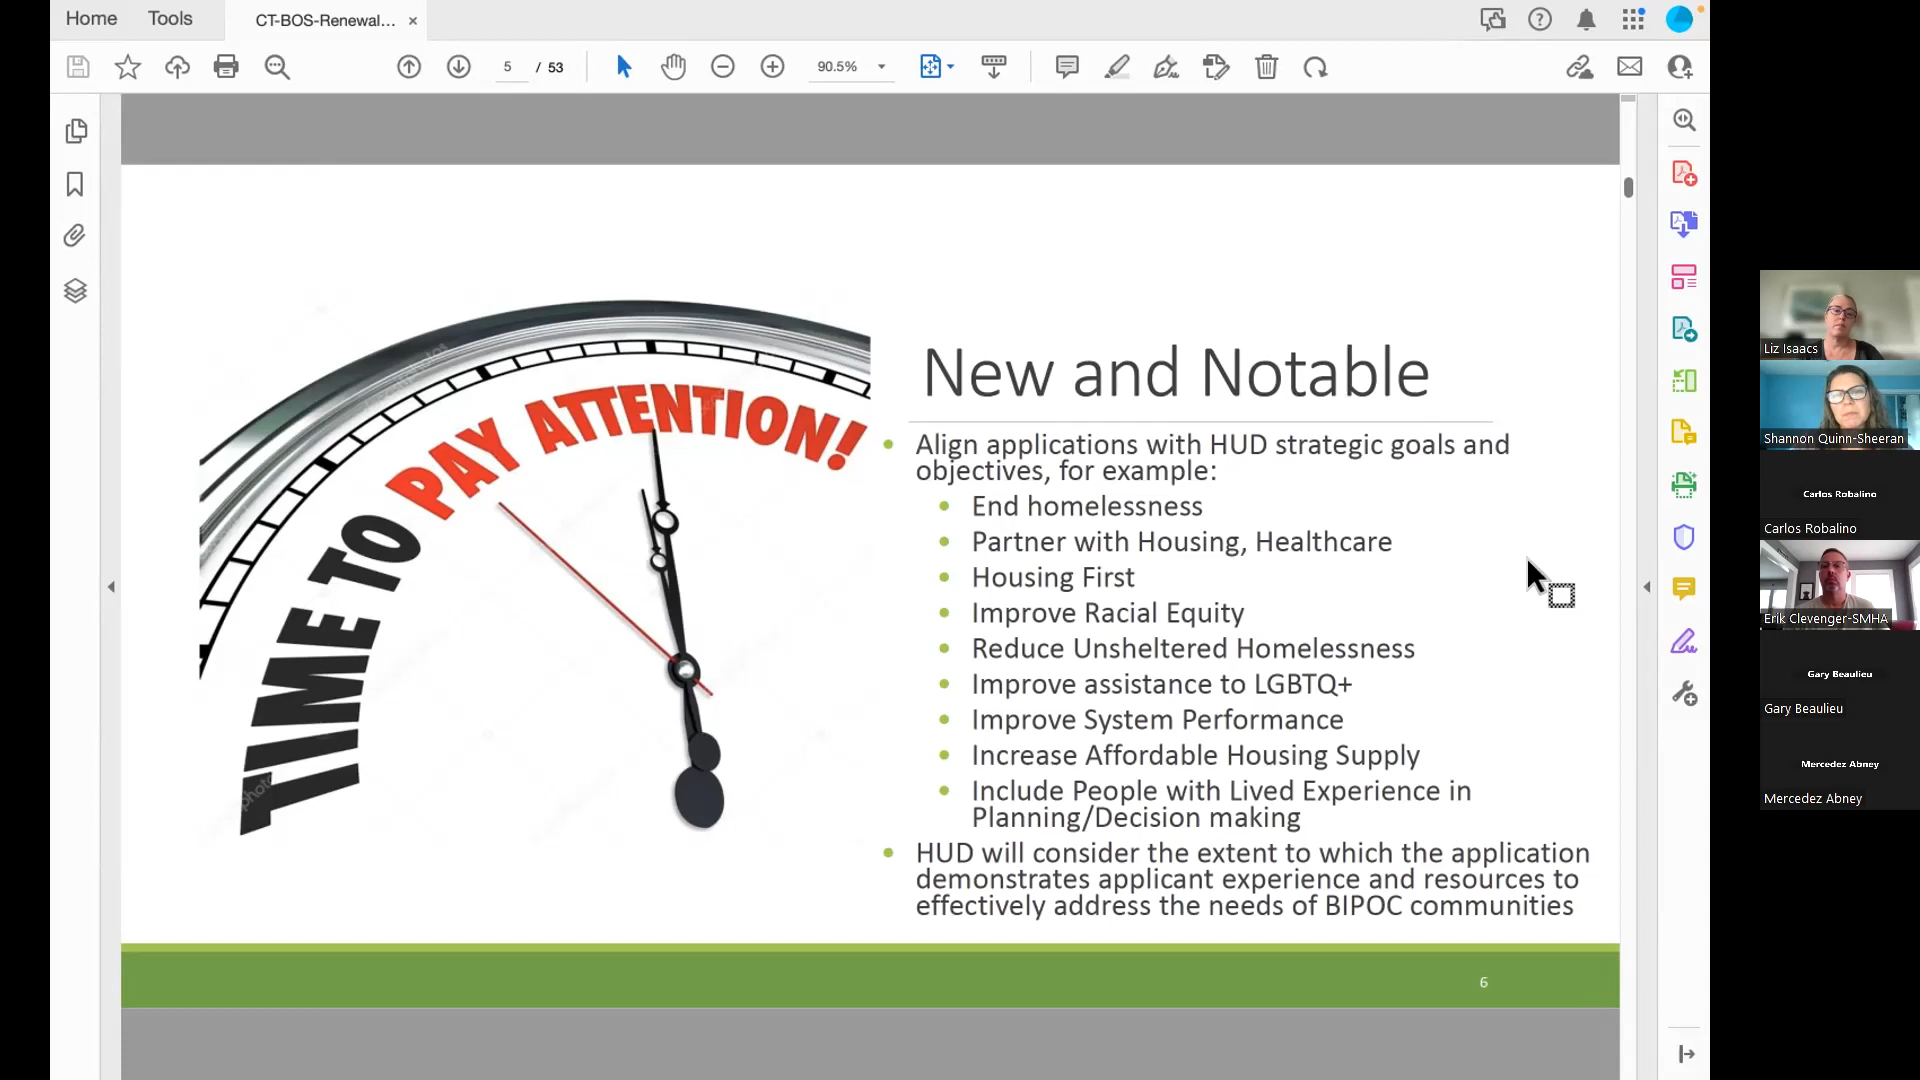 Home
Tools
CT-BOS-Renewal...
5 / 53
90.5%
TIME TO PAY ATTENTION!
New and Notable
Align applications with HUD strategic goals and
objectives, for example:
End homelessness
Partner with Housing, Healthcare
Housing First
Improve Racial Equity
Reduce Unsheltered Homelessness
Improve assistance to LGBTQ+
Improve System Performance
Increase Affordable Housing Supply
Include People with Lived Experience in
Planning/Decision making
HUD will consider the extent to which the application
demonstrates applicant experience and resources to
effectively address the needs of BIPOC communities
6
Liz Isaacs
Shannon Quinn-Sheeran
Carlos Robalino
Carlos Robalino
Erik Clevenger-SMHA
Gary Beaulieu
Gary Beaulieu
Mercedez Abney
Mercedez Abney